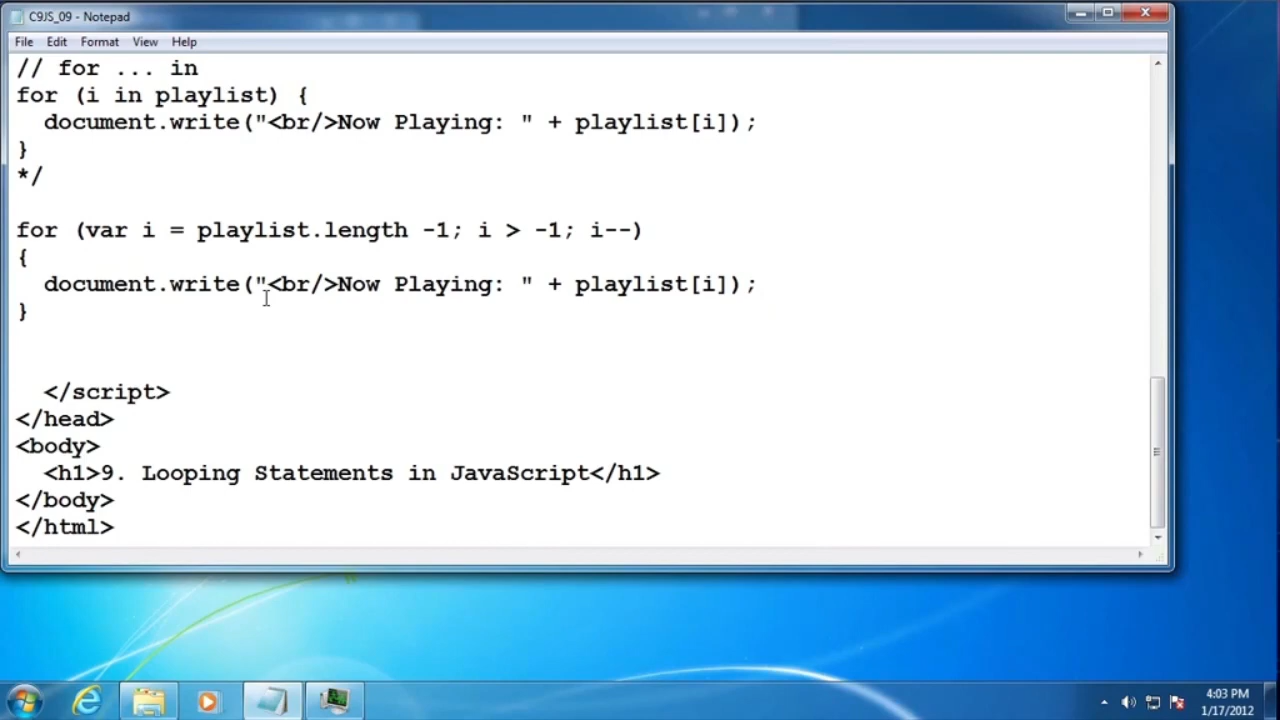 C9JS_09 - Notepad
File Edit Format View Help
// for ... in
for (i in playlist) {
  document.write("<br/>Now Playing: " + playlist[i]);
}
*/

for (var i = playlist.length -1; i > -1; i--)
{
  document.write("<br/>Now Playing: " + playlist[i]);
}

  </script>
</head>
<body>
  <h1>9. Looping Statements in JavaScript</h1>
</body>
</html>
4:03 PM
1/17/2012